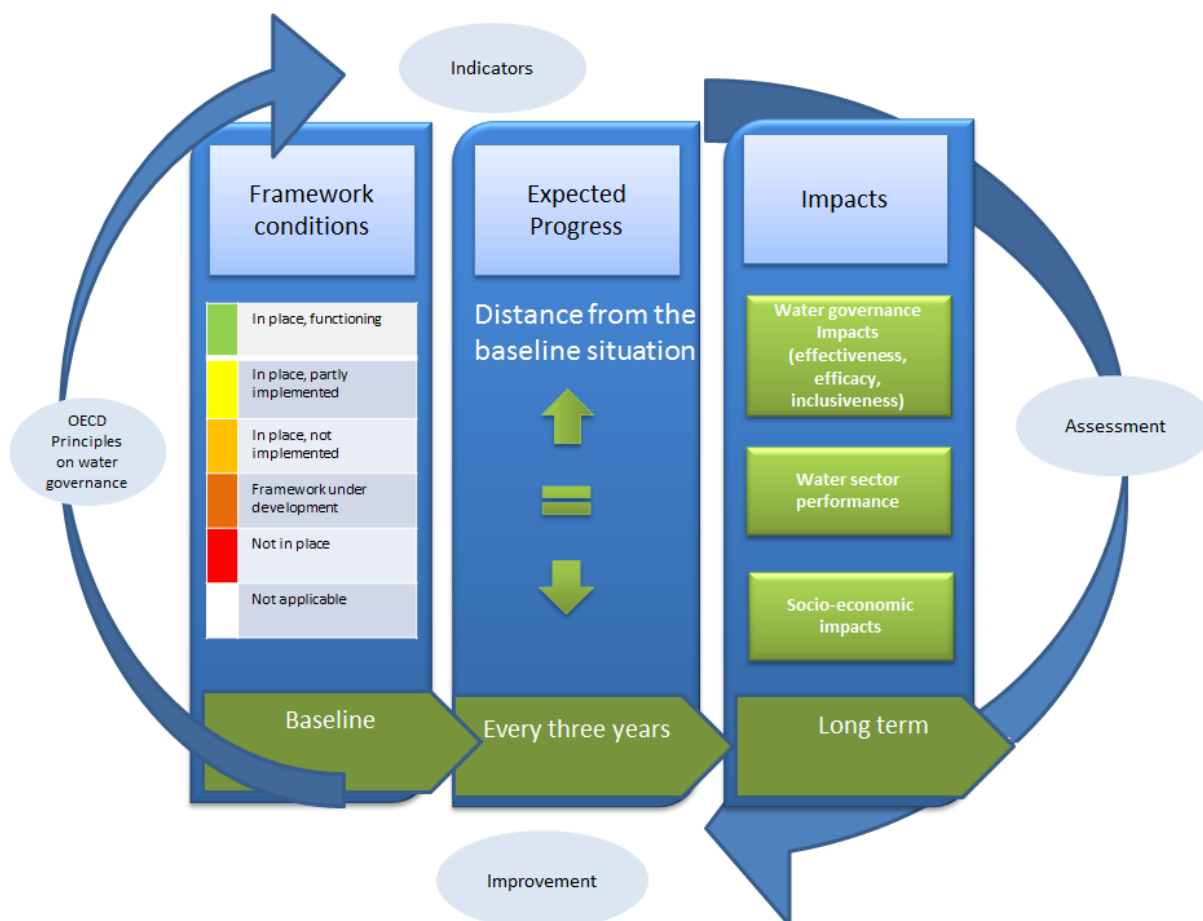 Indicators
Framework
conditions
Expected
Progress
Impacts
In place, functioning
In place, partly
implemented
In place, not
implemented
Framework under
development
Not in place
Not applicable
Distance from the
baseline situation
Water governance
Impacts
(effectiveness,
efficacy,
inclusiveness)
Water sector
performance
Socio-economic
impacts
OECD
Principles
on water
governance
Assessment
Baseline
Every three years
Long term
Improvement